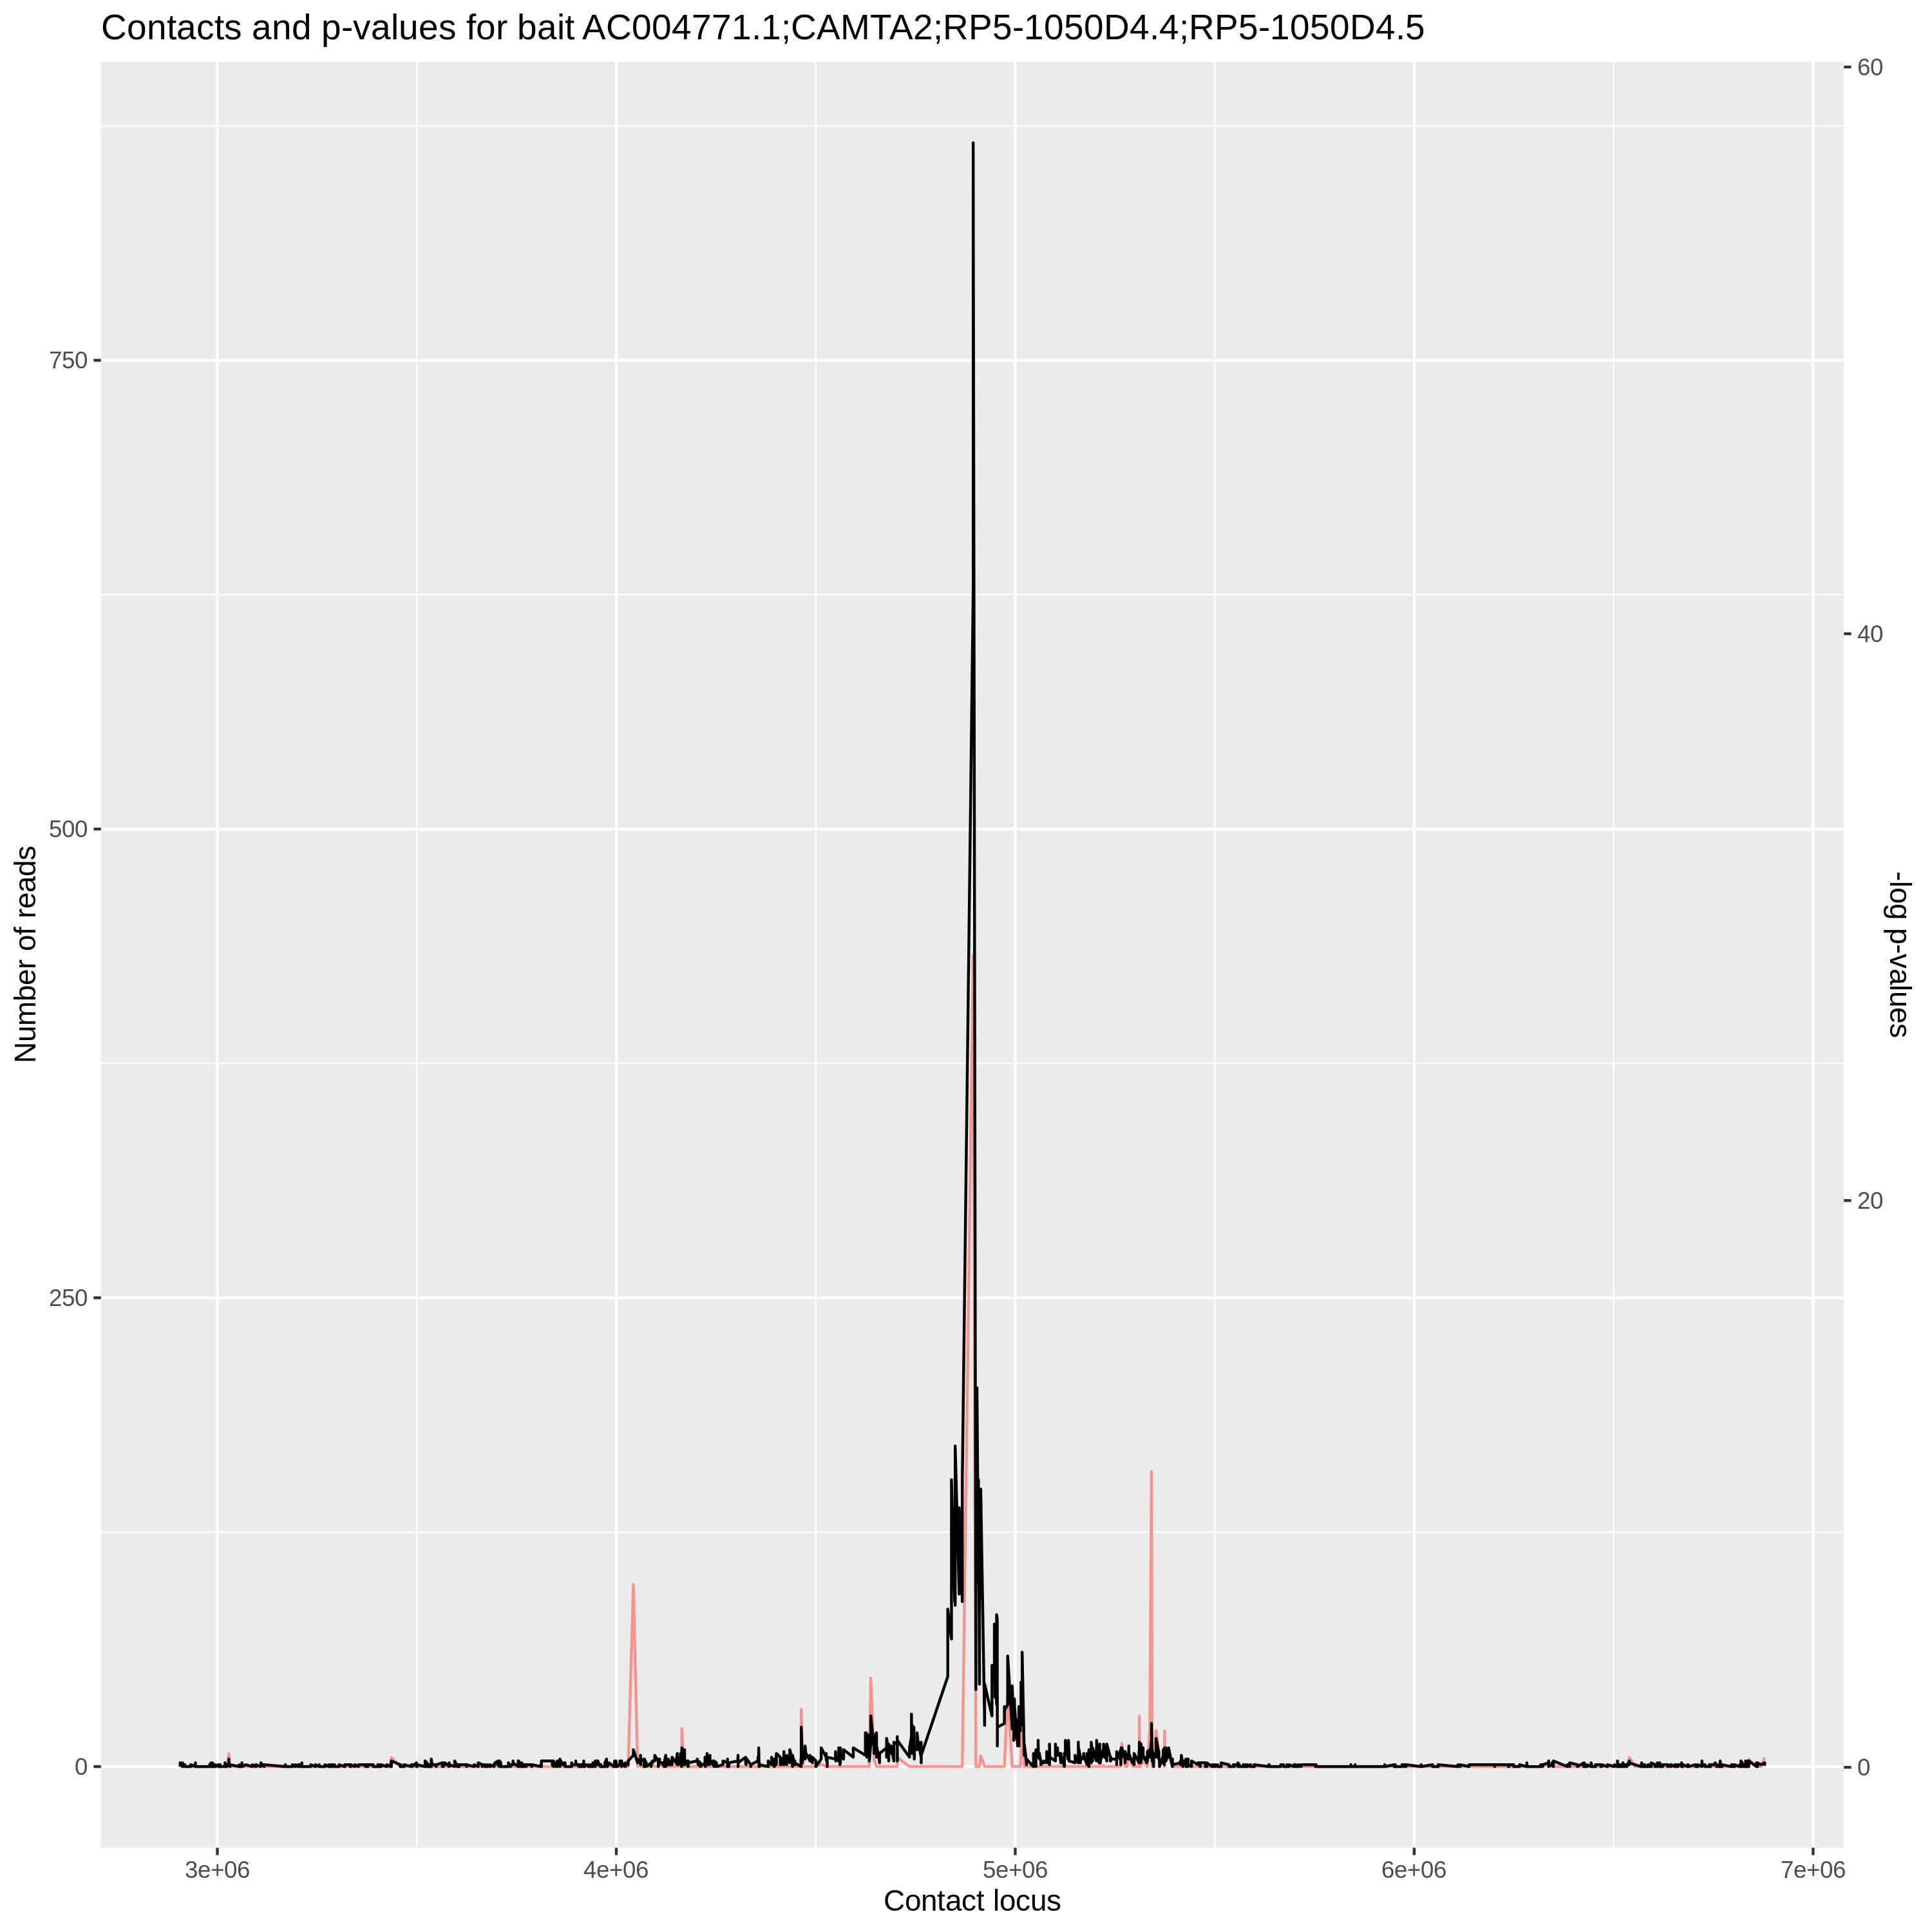 Contacts and p-values for bait AC004771.1;CAMTA2;RP5-1050D4.4;RP5-1050D4.5
60
750
40
500
Number of reads
-log p-values
20
250
0
0
3e+06
4e+06
5e+06
6e+06
7e+06
Contact locus